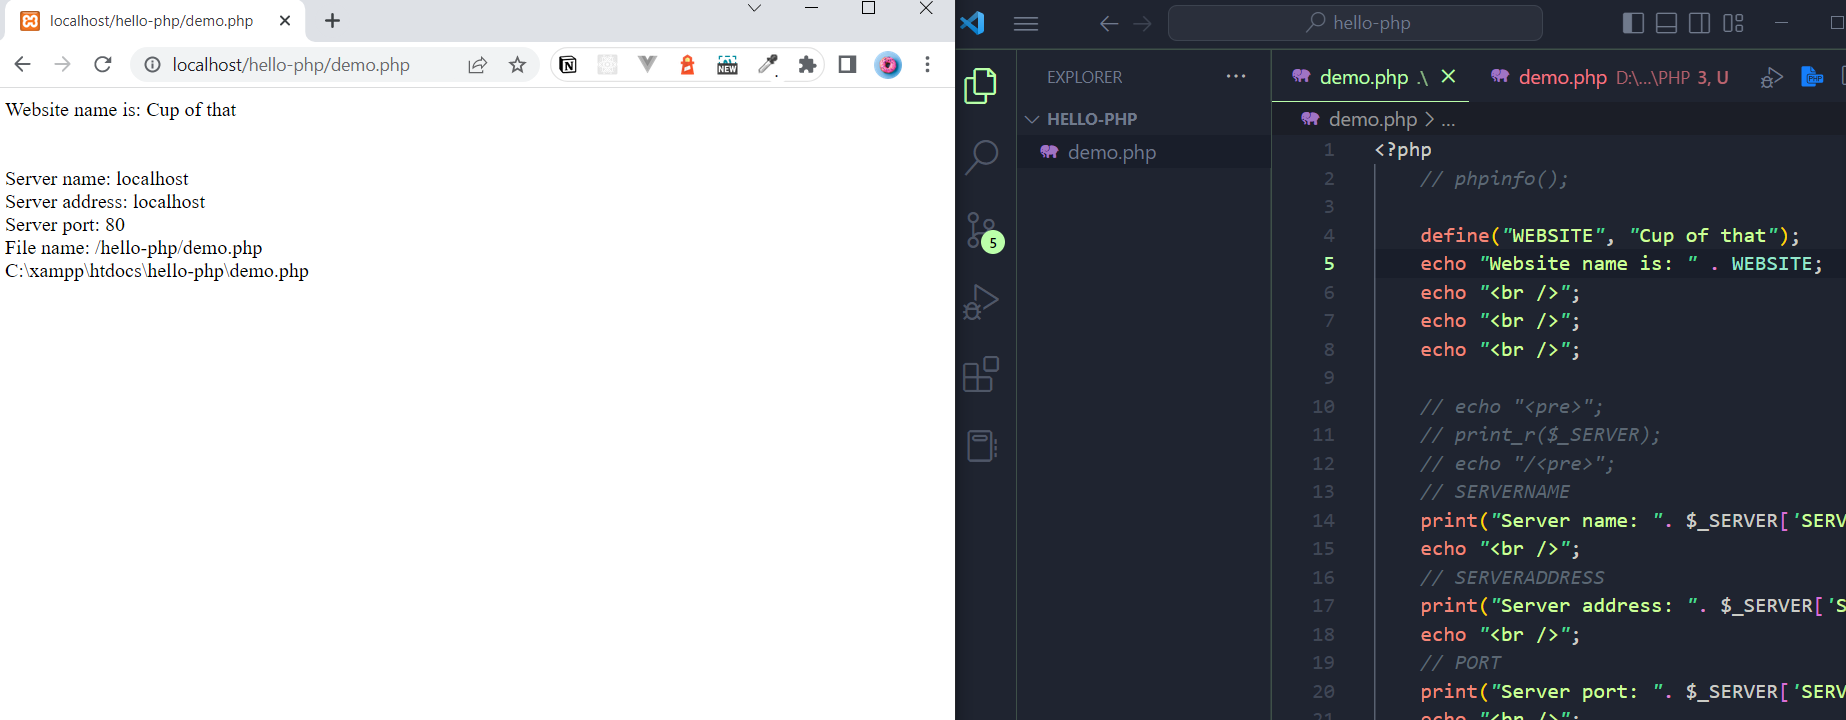 localhost/hello-php/demo.php
localhost/hello-php/demo.php
NEW
Website name is: Cup of that
Server name: localhost
Server address: localhost
Server port: 80
File name: /hello-php/demo.php
C:\xampp\htdocs\hello-php\demo.php
hello-php
EXPLORER
demo.php .\
demo.php D:\...\PHP 3, U
PHP
HELLO-PHP
demo.php
5
demo.php > ...
1 <?php
2 // phpinfo();
3
4 define("WEBSITE", "Cup of that");
5 echo "Website name is: " . WEBSITE;
6 echo "<br />";
7 echo "<br />";
8 echo "<br />";
9
10 // echo "<pre>";
11 // print_r($_SERVER);
12 // echo "/<pre>";
13 // SERVERNAME
14 print("Server name: ". $_SERVER['SERV
15 echo "<br />";
16 // SERVERADDRESS
17 print("Server address: ". $_SERVER['S
18 echo "<br />";
19 // PORT
20 print("Server port: ". $_SERVER['SERV
21 echo "<br />";